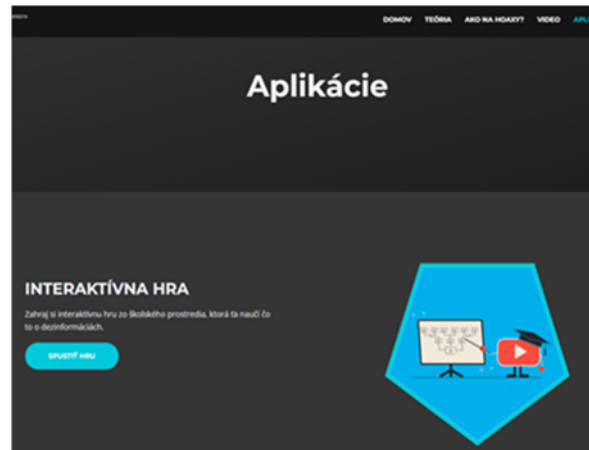 DOMOV TEÓRIA AKO NA HOAXY? VIDEO
Aplikácie
INTERAKTÍVNA HRA
Zahraj si interaktívnu hru zo školského prostredia, ktorá ťa naučí čo
to o dezinformáciách.
SPUSTIŤ HRU